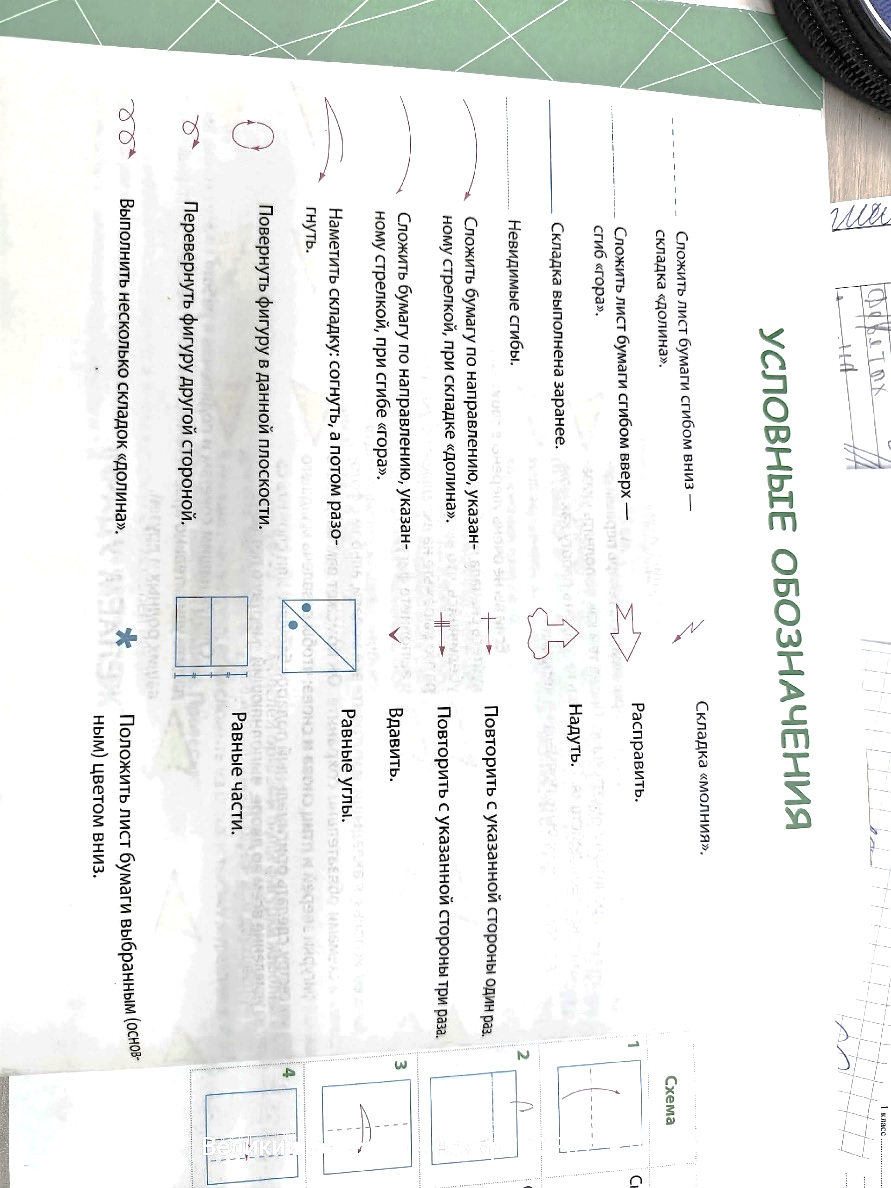 УСЛОВНЫЕ ОБОЗНАЧЕНИЯ
Сложить лист бумаги сгибом вниз —
складка «долина».
Сложить лист бумаги сгибом вверх —
сгиб «гора».
Складка выполнена заранее.
Невидимые сгибы.
Сложить бумагу по направлению, указан-
ному стрелкой, при складке «долина».
Сложить бумагу по направлению, указан-
ному стрелкой, при сгибе «гора».
Наметить складку: согнуть, а потом разо-
гнуть.
Повернуть фигуру в данной плоскости.
Перевернуть фигуру другой стороной.
Выполнить несколько складок «долина».
Складка «молния».
Расправить.
Надуть.
Повторить с указанной стороны один раз.
Повторить с указанной стороны три раза.
Вдавить.
Равные углы.
Равные части.
Положить лист бумаги выбранным (основ-
ным) цветом вниз.
Схема
1
2
3
4
1 класс